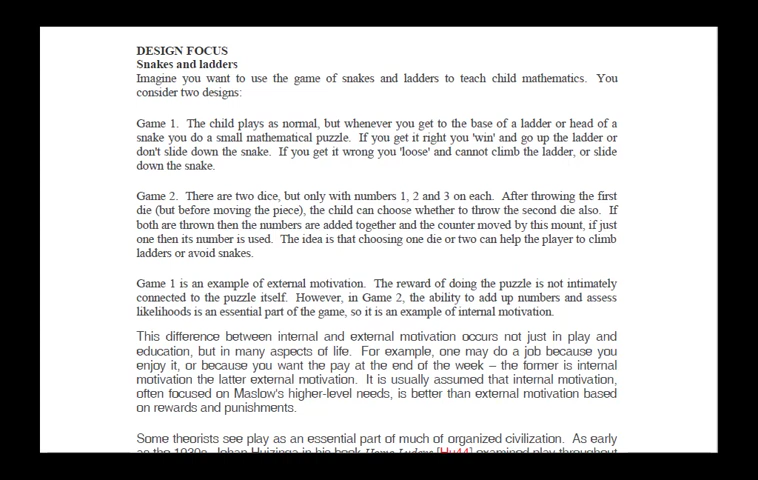 DESIGN FOCUS
Snakes and ladders
Imagine you want to use the game of snakes and ladders to teach child mathematics. You
consider two designs:
Game 1. The child plays as normal, but whenever you get to the base of a ladder or head of a
snake you do a small mathematical puzzle. If you get it right you 'win' and go up the ladder or
don't slide down the snake. If you get it wrong you 'loose' and cannot climb the ladder, or slide
down the snake.
Game 2. There are two dice, but only with numbers 1, 2 and 3 on each. After throwing the first
die (but before moving the piece), the child can choose whether to throw the second die also. If
both are thrown then the numbers are added together and the counter moved by this mount, if just
one then its number is used. The idea is that choosing one die or two can help the player to climb
ladders or avoid snakes.
Game 1 is an example of external motivation. The reward of doing the puzzle is not intimately
connected to the puzzle itself. However, in Game 2, the ability to add up numbers and assess
likelihoods is an essential part of the game, so it is an example of internal motivation.
This difference between internal and external motivation occurs not just in play and
education, but in many aspects of life. For example, one may do a job because you
enjoy it, or because you want the pay at the end of the week – the former is internal
motivation the latter external motivation. It is usually assumed that internal motivation,
often focused on Maslow's higher-level needs, is better than external motivation based
on rewards and punishments.
Some theorists see play as an essential part of much of organized civilization. As early
as the 1930s, Johan Huizinga in his book Homo Ludens [Hu44] examined play throughout